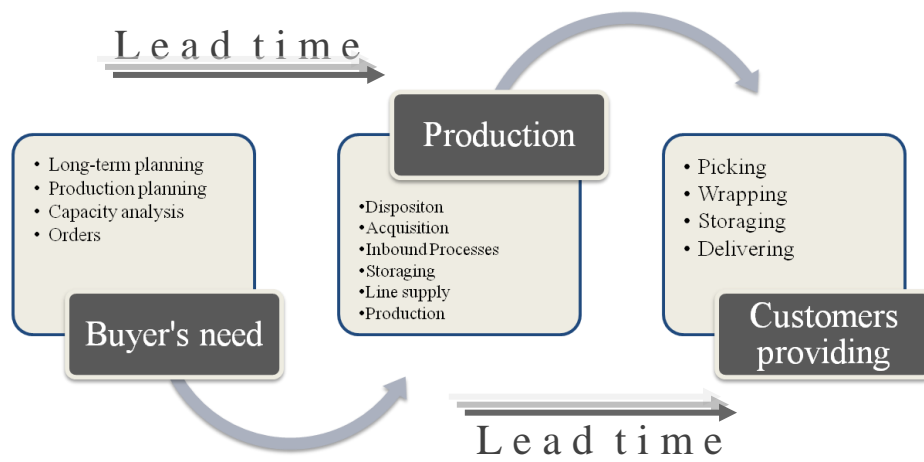 Lead time
• Long-term planning
• Production planning
• Capacity analysis
• Orders
Buyer's need
Production
•Dispositon
•Acquisition
•Inbound Processes
•Storaging
•Line supply
•Production
• Picking
• Wrapping
• Storaging
• Delivering
Customers
providing
Lead time